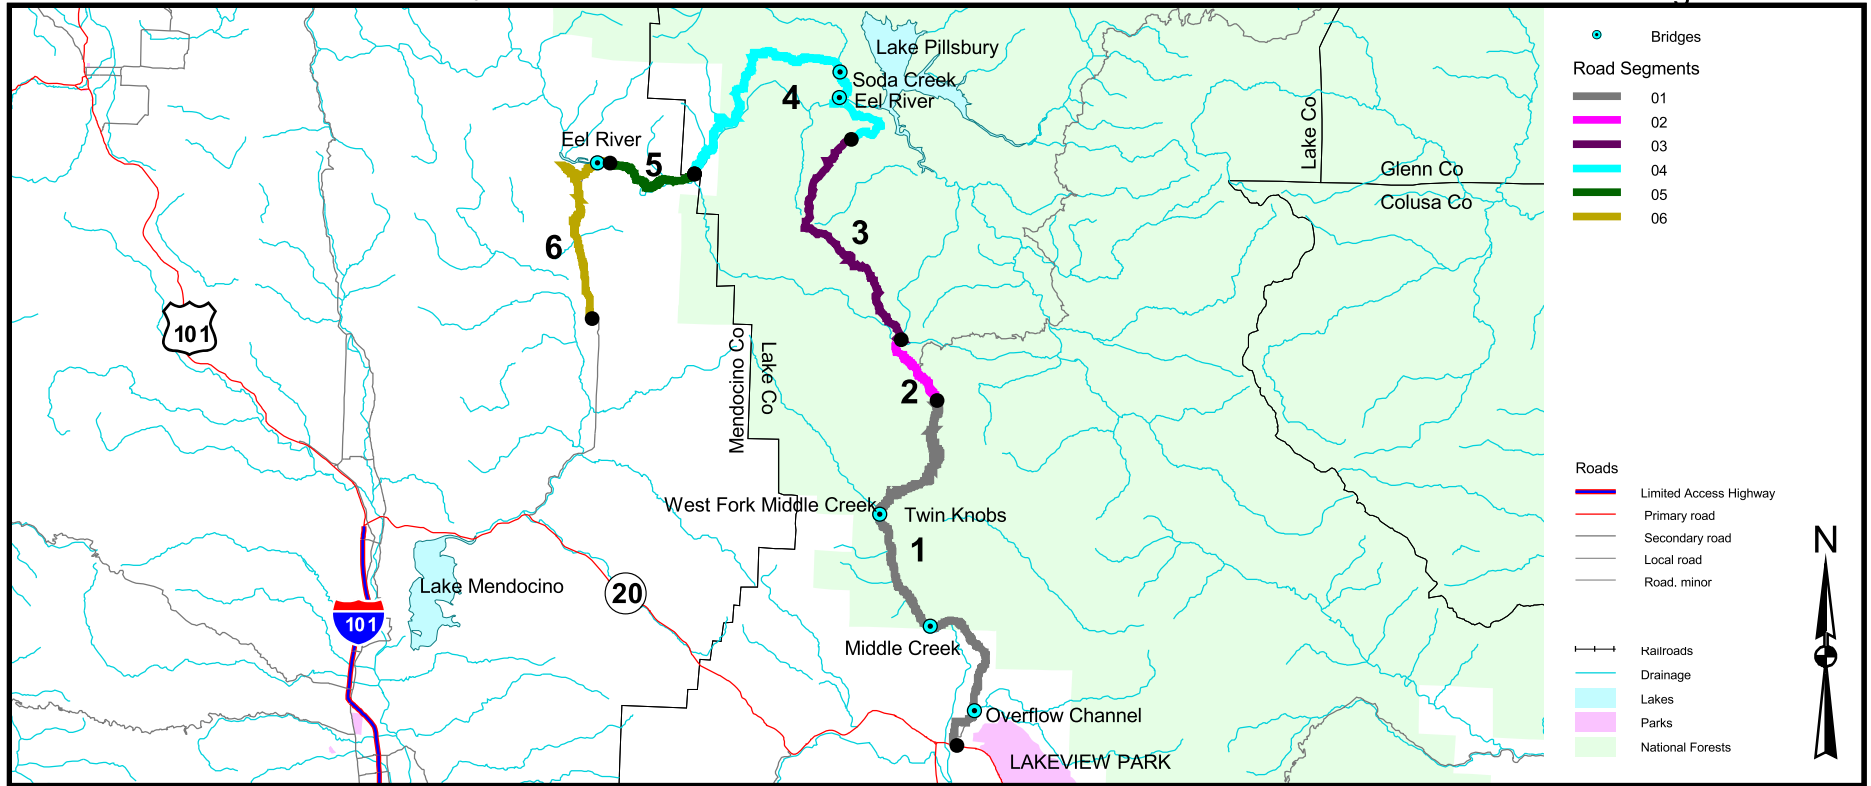 Lake Pillsbury
Soda Creek
4
Eel River
Eel River
5
3
6
101
2
Mendocino Co
Lake Co
West Fork Middle Creek
Twin Knobs
1
Lake Mendocino
20
101
Middle Creek
Overflow Channel
LAKEVIEW PARK
Lake Co
Glenn Co
Colusa Co
Bridges
Road Segments
01
02
03
04
05
06
Roads
Limited Access Highway
Primary road
Secondary road
Local road
Road, minor
Railroads
Drainage
Lakes
Parks
National Forests
N